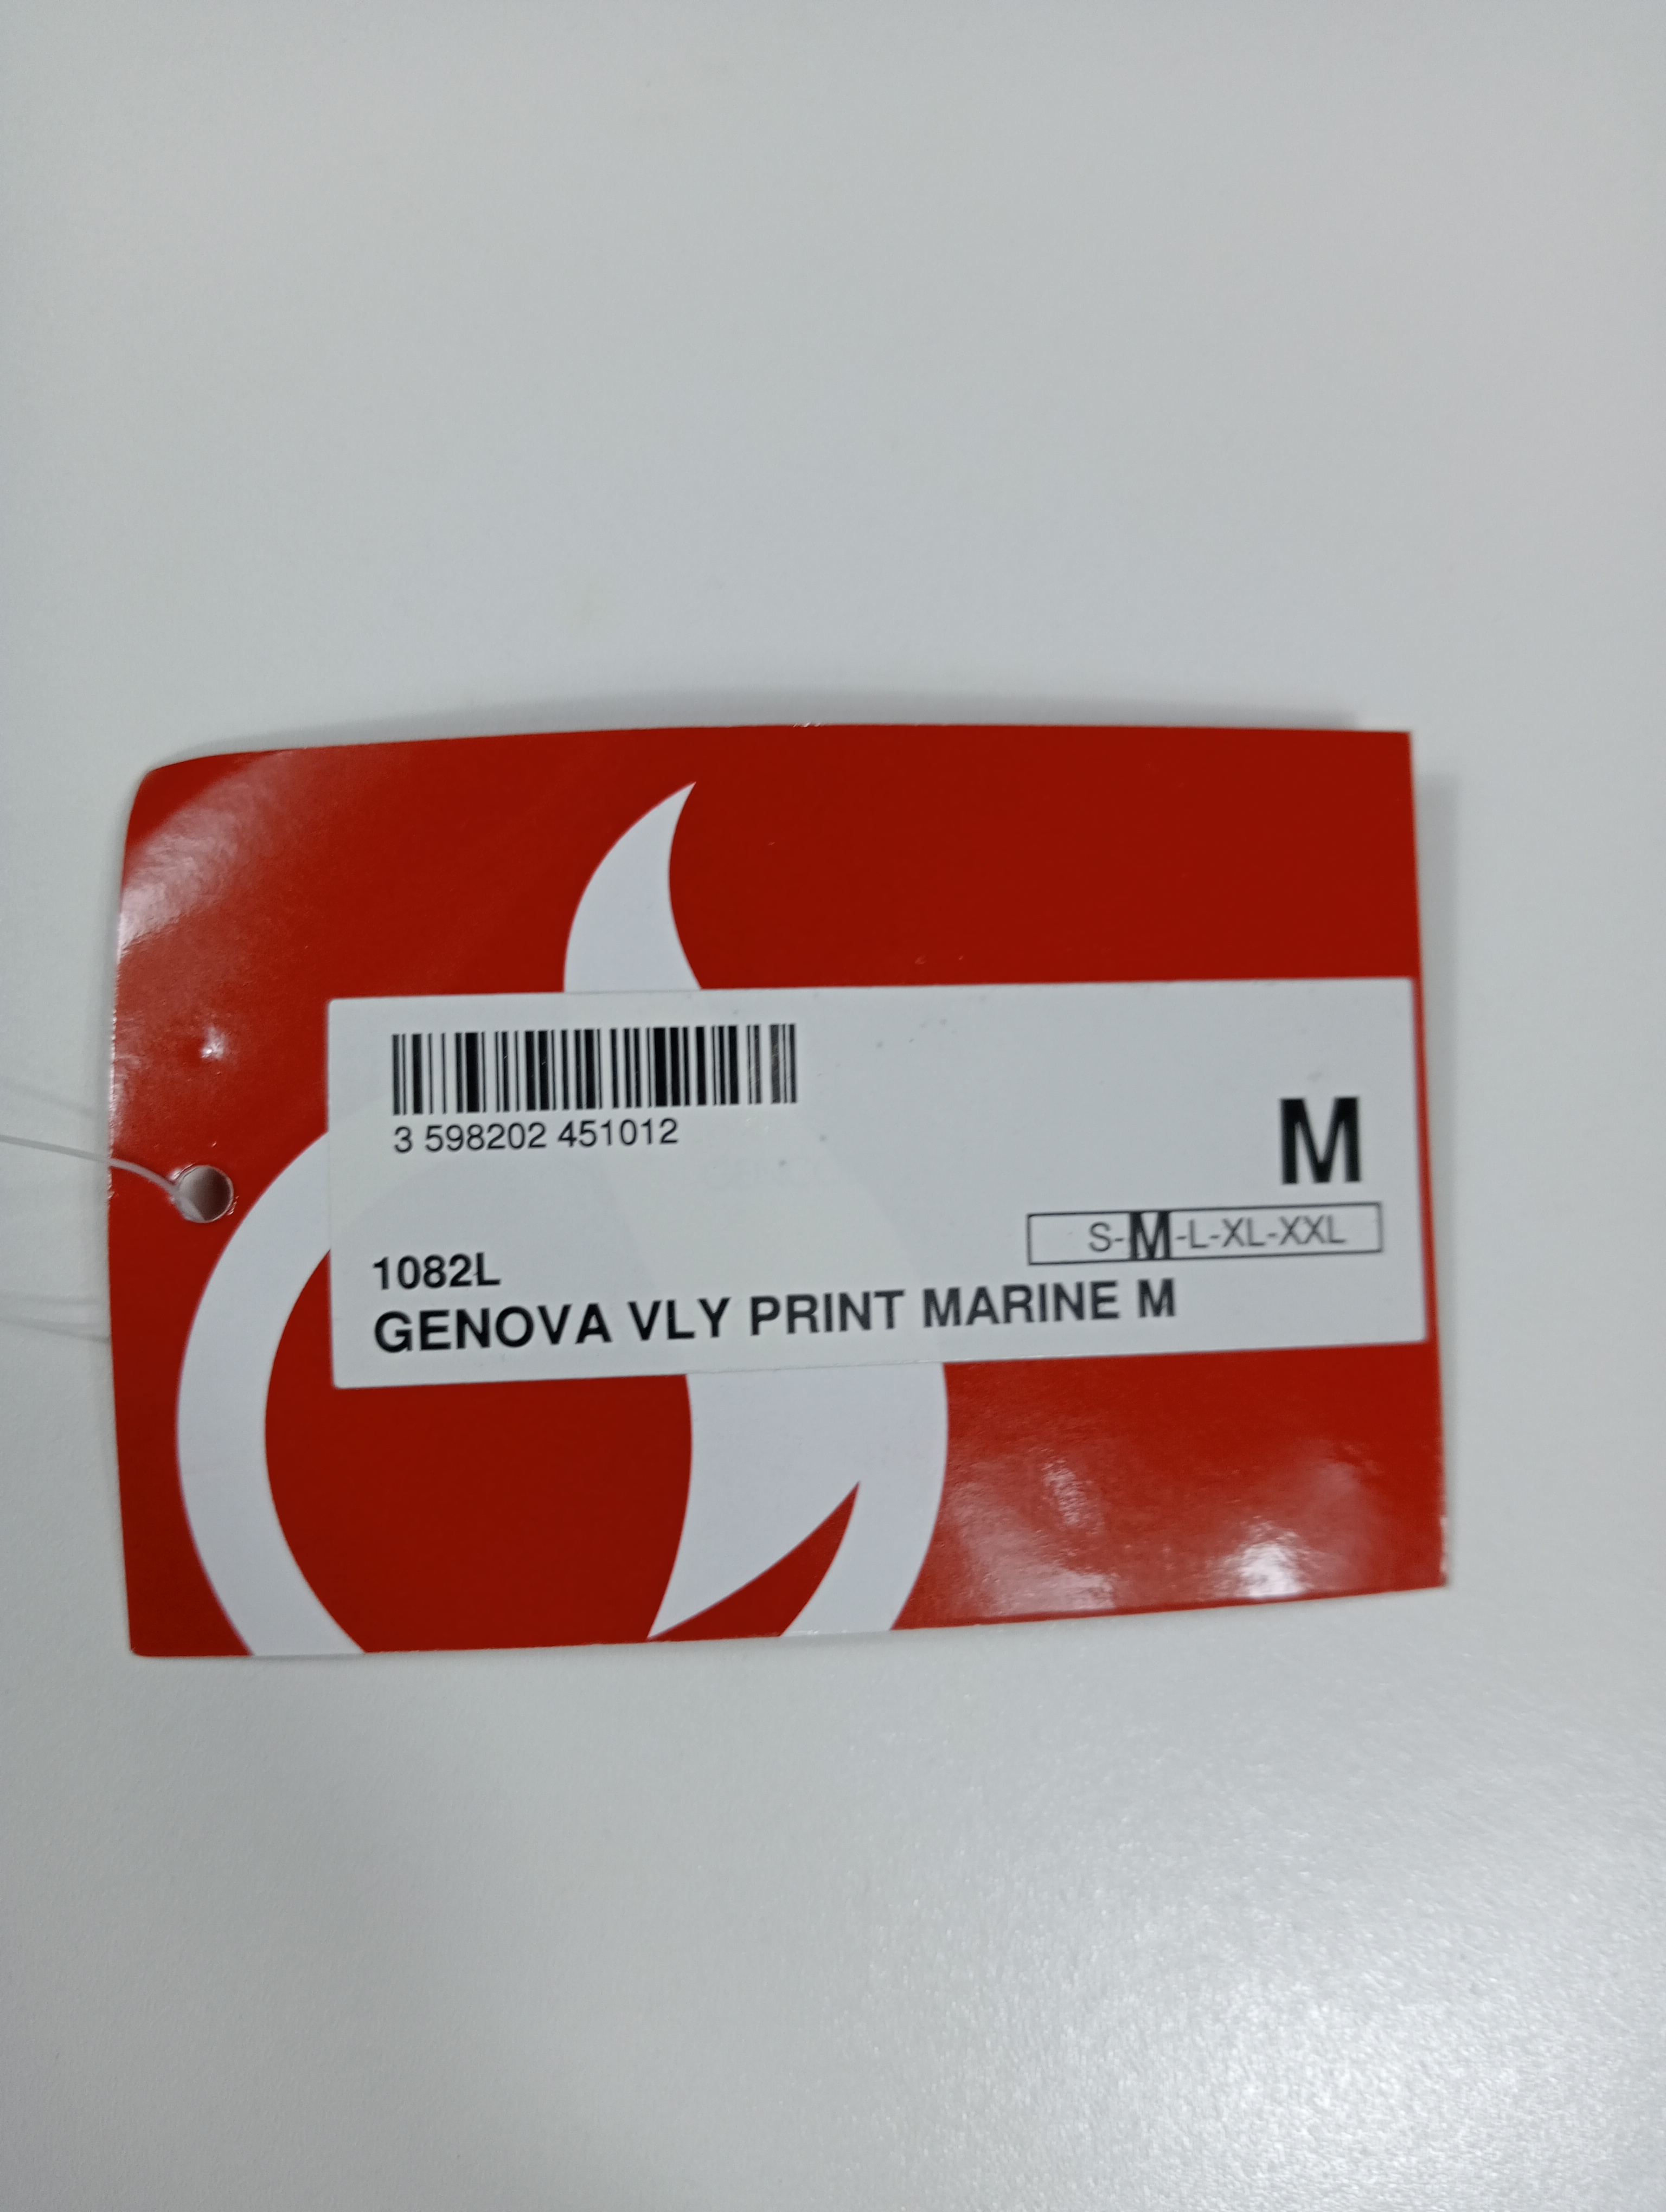 3 598202 451012
M
S-M-L-XL-XXL
1082L
GENOVA VLY PRINT MARINE M